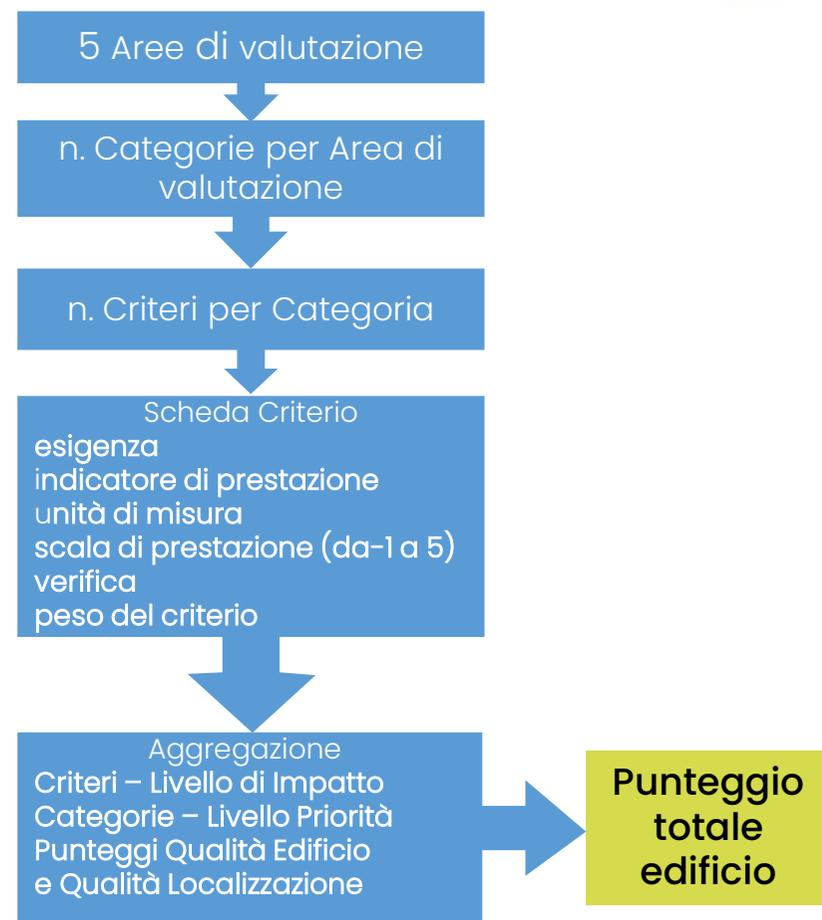 5 Aree di valutazione
n. Categorie per Area di
valutazione
n. Criteri per Categoria
Scheda Criterio
esigenza
indicatore di prestazione
unità di misura
scala di prestazione (da-1 a 5)
verifica
peso del criterio
Aggregazione
Criteri – Livello di Impatto
Categorie – Livello Priorità
Punteggi Qualità Edificio
e Qualità Localizzazione
Punteggio
totale
edificio